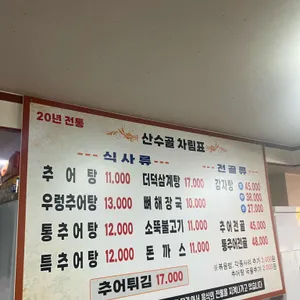 20년 전통
산수골 차림표
--- 식사류 ---
--- 전골류 ---
추어탕 11,000
더덕삼계탕 17,000
감자탕 大 45,000
中 38,000
小 27,000
우렁추어탕 13,000
뼈해장국 10,000
통추어탕 12,000
소뚝불고기 11,000
추어전골 45,000
특추어탕 12,000
돈까스 11,000
통추어전골 48,000
추어튀김 17,000